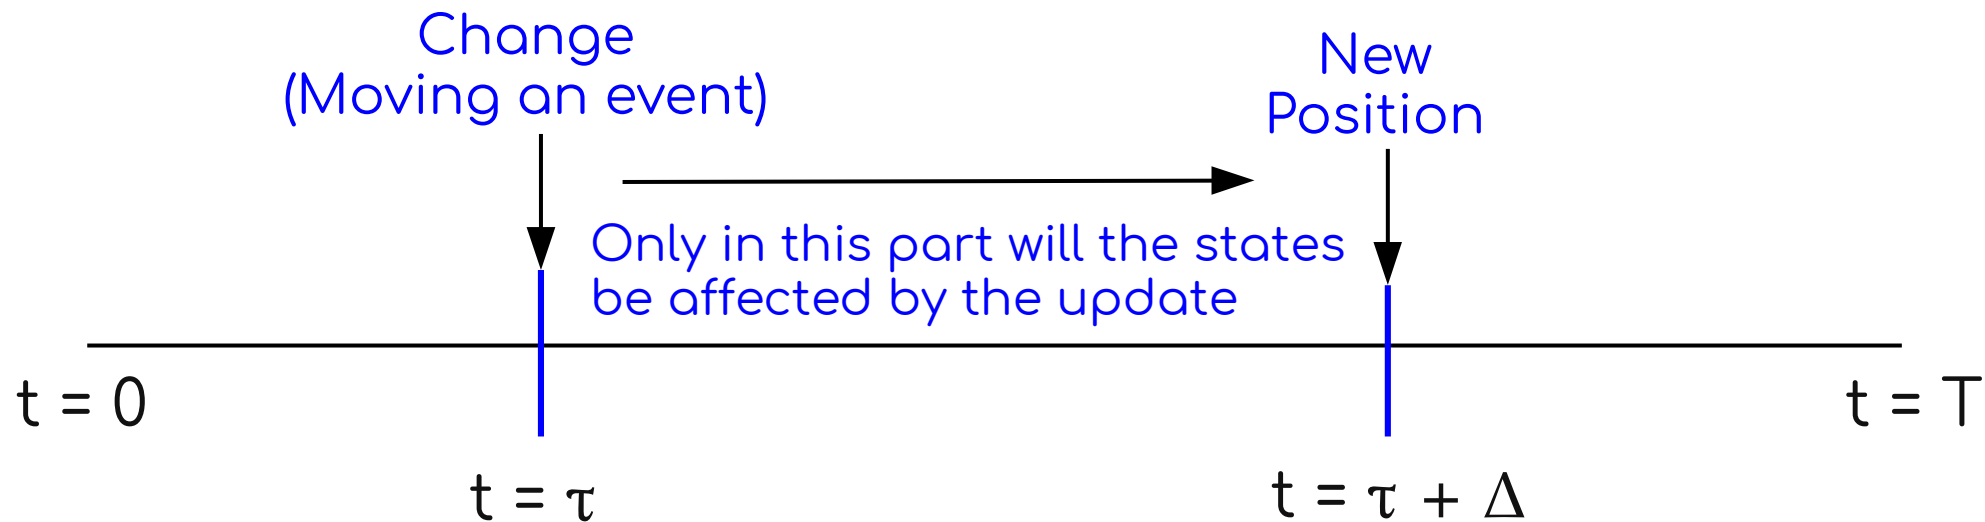 Change
(Moving an event)
New
Position
Only in this part will the states
be affected by the update
t = 0
t = T
t = τ
t = τ + Δ